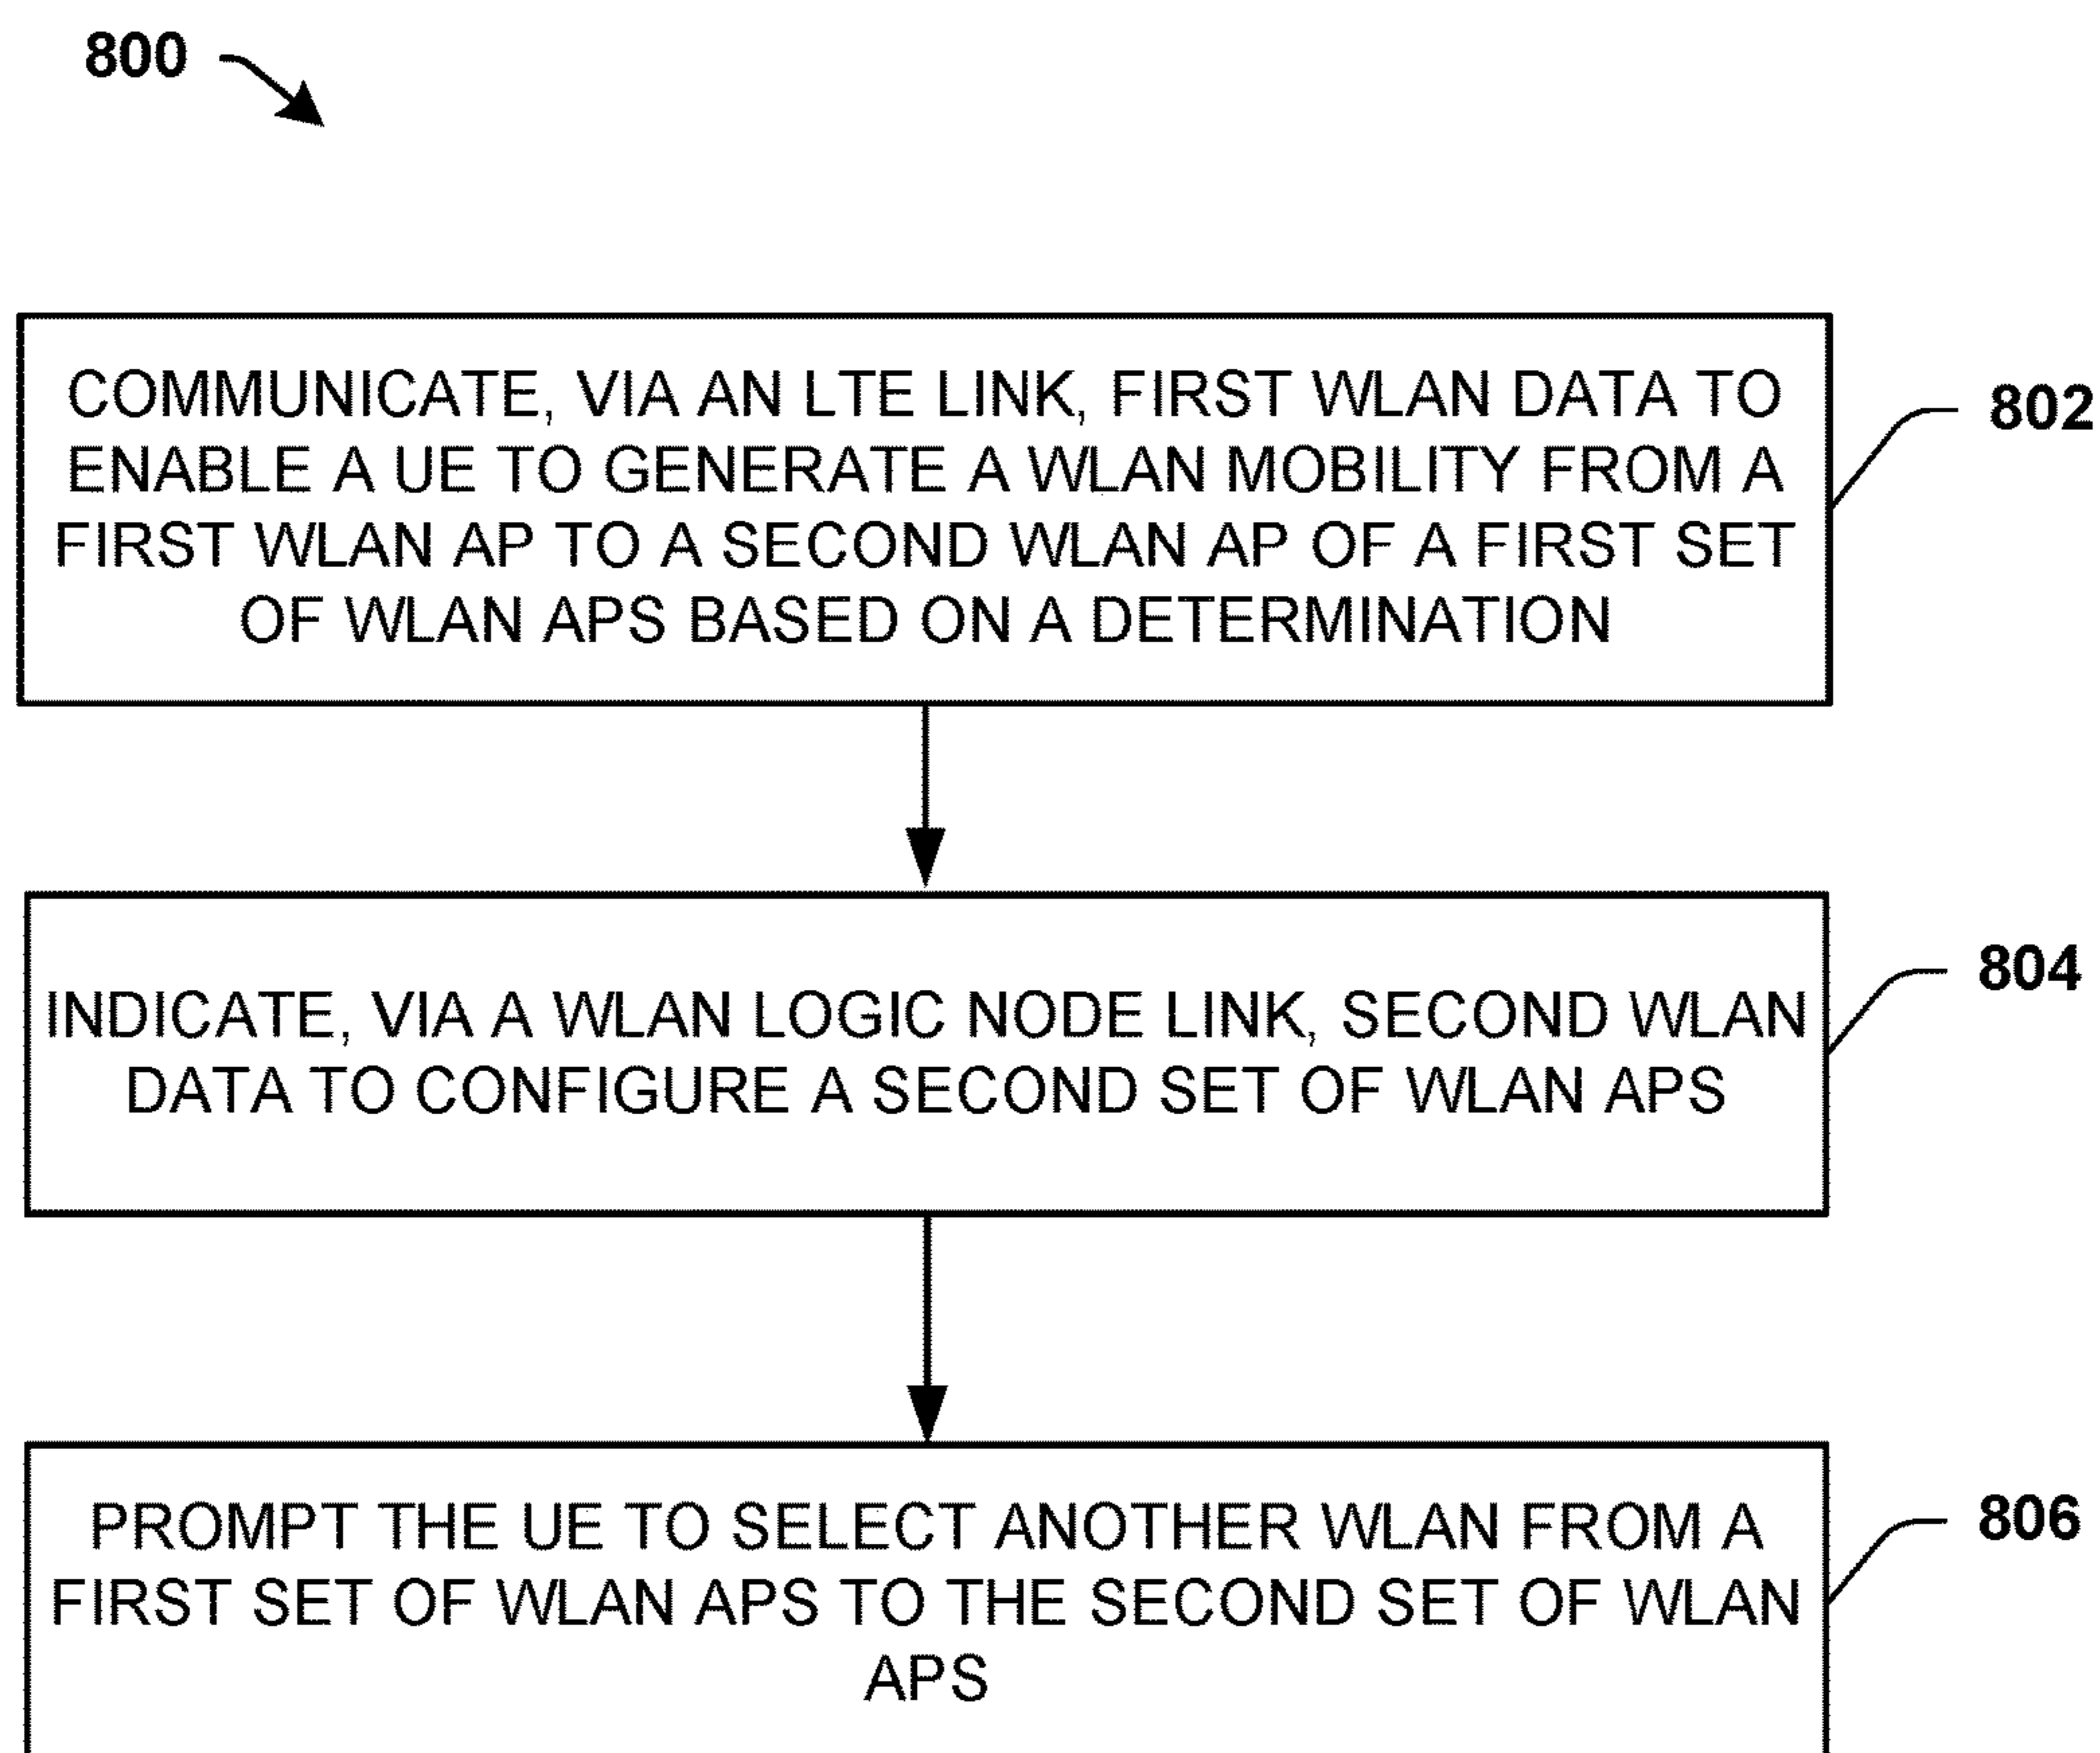 800
COMMUNICATE, VIA AN LTE LINK, FIRST WLAN DATA TO
ENABLE A UE TO GENERATE A WLAN MOBILITY FROM A
FIRST WLAN AP TO A SECOND WLAN AP OF A FIRST SET
OF WLAN APS BASED ON A DETERMINATION
802
INDICATE, VIA A WLAN LOGIC NODE LINK, SECOND WLAN
DATA TO CONFIGURE A SECOND SET OF WLAN APS
804
PROMPT THE UE TO SELECT ANOTHER WLAN FROM A
FIRST SET OF WLAN APS TO THE SECOND SET OF WLAN
APS
806